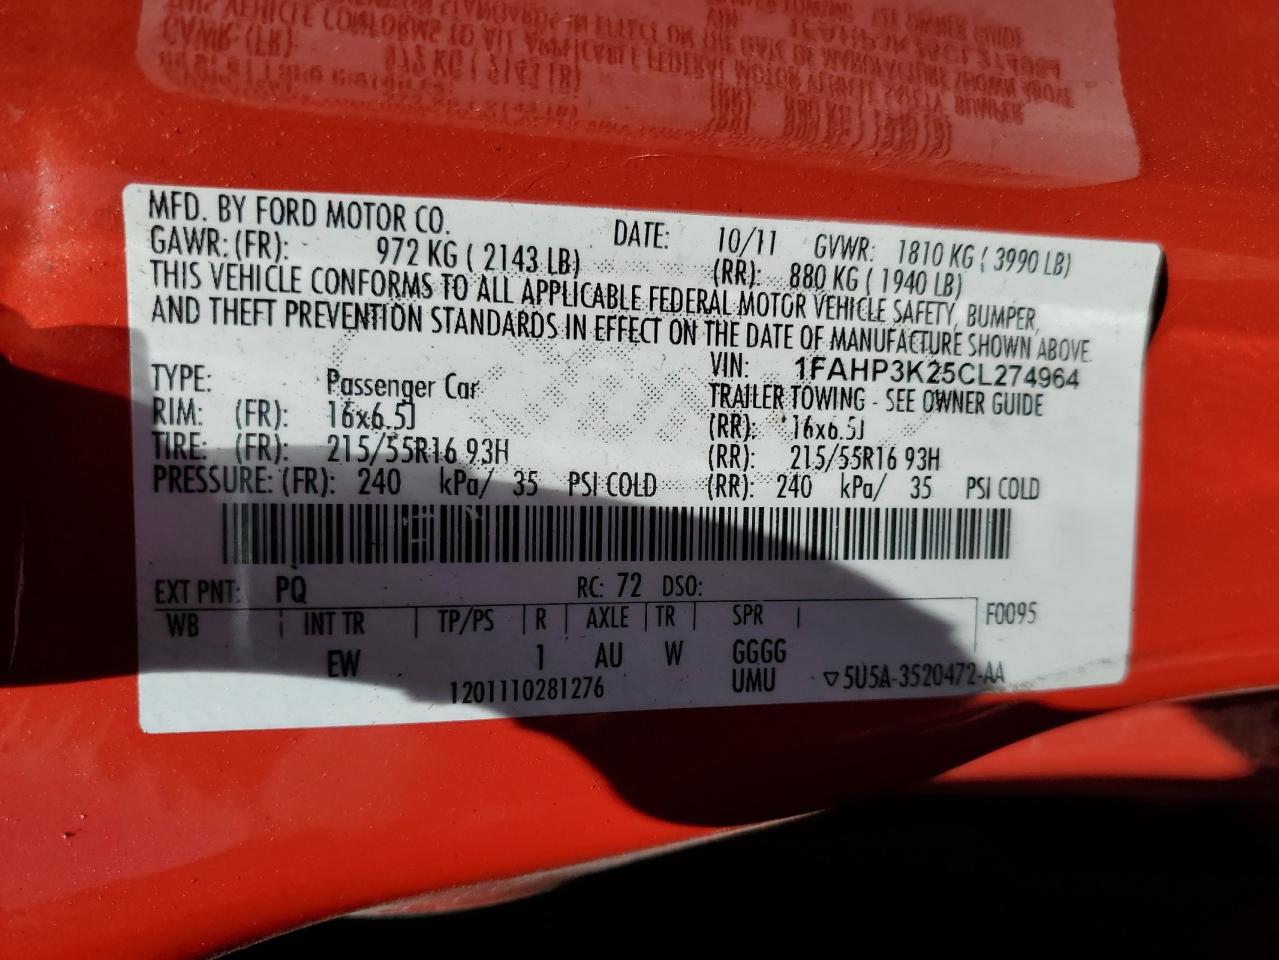 MFD. BY FORD MOTOR CO. DATE: 10/11 GVWR: 1810 KG ( 3990 LB)
GAWR: (FR): 972 KG ( 2143 LB) (RR): 880 KG ( 1940 LB)
THIS VEHICLE CONFORMS TO ALL APPLICABLE FEDERAL MOTOR VEHICLE SAFETY, BUMPER,
AND THEFT PREVENTION STANDARDS IN EFFECT ON THE DATE OF MANUFACTURE SHOWN ABOVE.
VIN: 1FAHP3K25CL274964
TYPE: Passenger Car TRAILER TOWING - SEE OWNER GUIDE
RIM: (FR): 16x6.5J (RR): 16x6.5J
TIRE: (FR): 215/55R16 93H (RR): 215/55R16 93H
PRESSURE: (FR): 240 kPa/ 35 PSI COLD (RR): 240 kPa/ 35 PSI COLD
EXT PNT: PQ RC: 72 DSO:
WB INT TR TP/PS R AXLE TR SPR F0095
EW 1 AU W GGGG
1201110281276 UMU ▽5U5A-3520472-AA